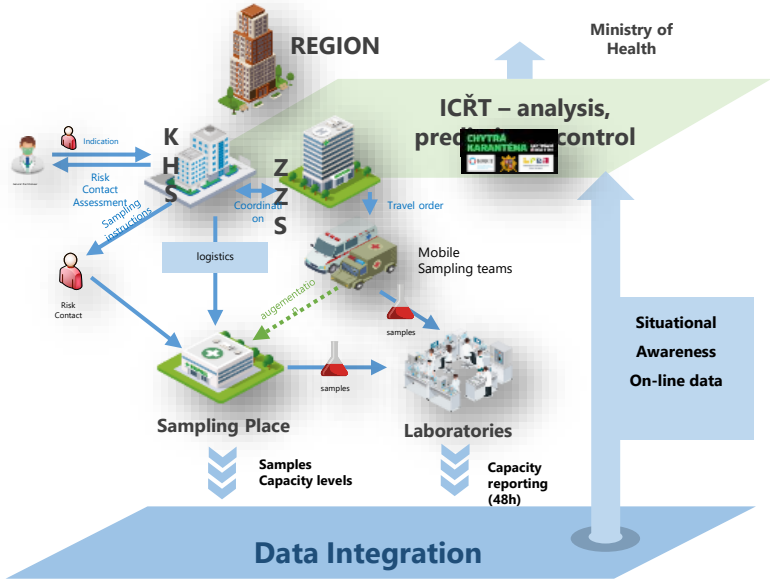 REGION
Ministry of
Health
ICŘT – analysis,
control
CHYTRÁ
KARANTÉNA
Indication
K
H
S
Risk
Contact
Assessment
Z
Z
S
Coordinati
on
Travel order
Sampling
instructions
logistics
Mobile
Sampling teams
Risk
Contact
augementatio
n
samples
samples
Situational
Awareness
On-line data
Sampling Place
Laboratories
Samples
Capacity levels
Capacity
reporting
(48h)
Data Integration